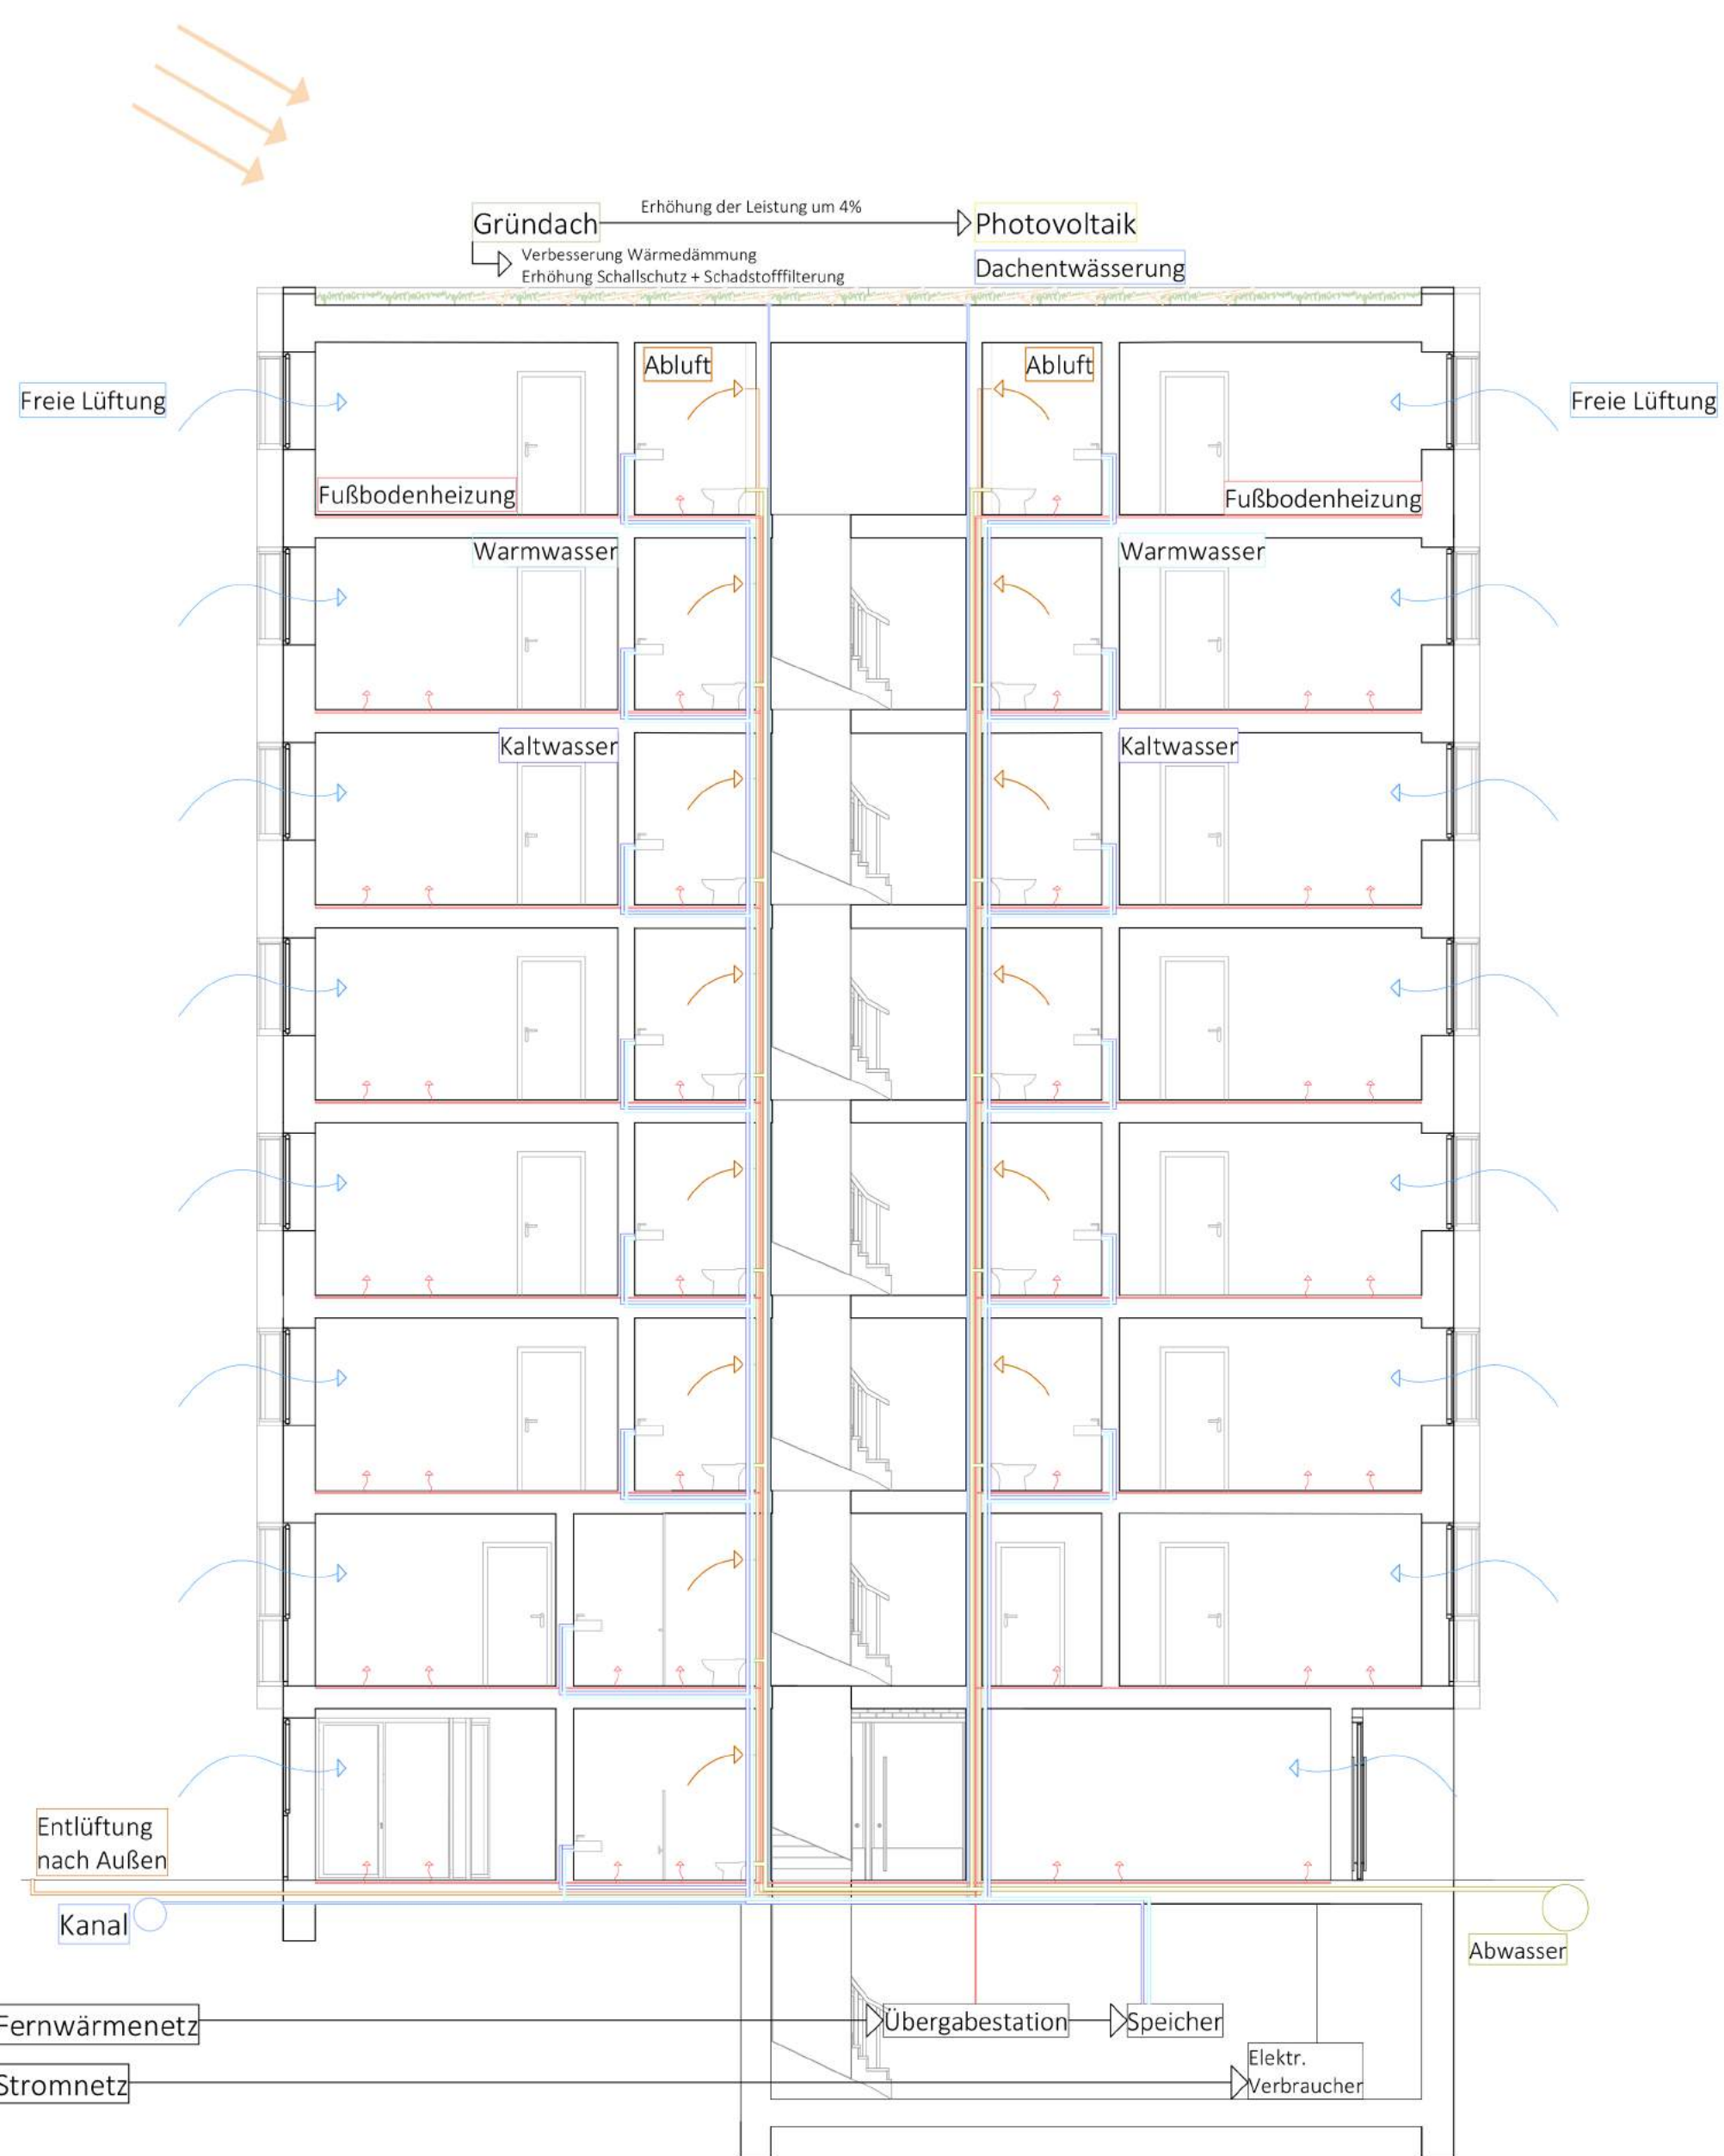 Erhöhung der Leistung um 4%
Gründach
Photovoltaik
Verbesserung Wärmedämmung
Erhöhung Schallschutz + Schadstofffilterung
Dachentwässerung
Abluft
Abluft
Freie Lüftung
Freie Lüftung
Fußbodenheizung
Fußbodenheizung
Warmwasser
Warmwasser
Kaltwasser
Kaltwasser
Entlüftung
nach Außen
Kanal
Abwasser
Fernwärmenetz
Übergabestation
Speicher
Stromnetz
Elektr.
Verbraucher